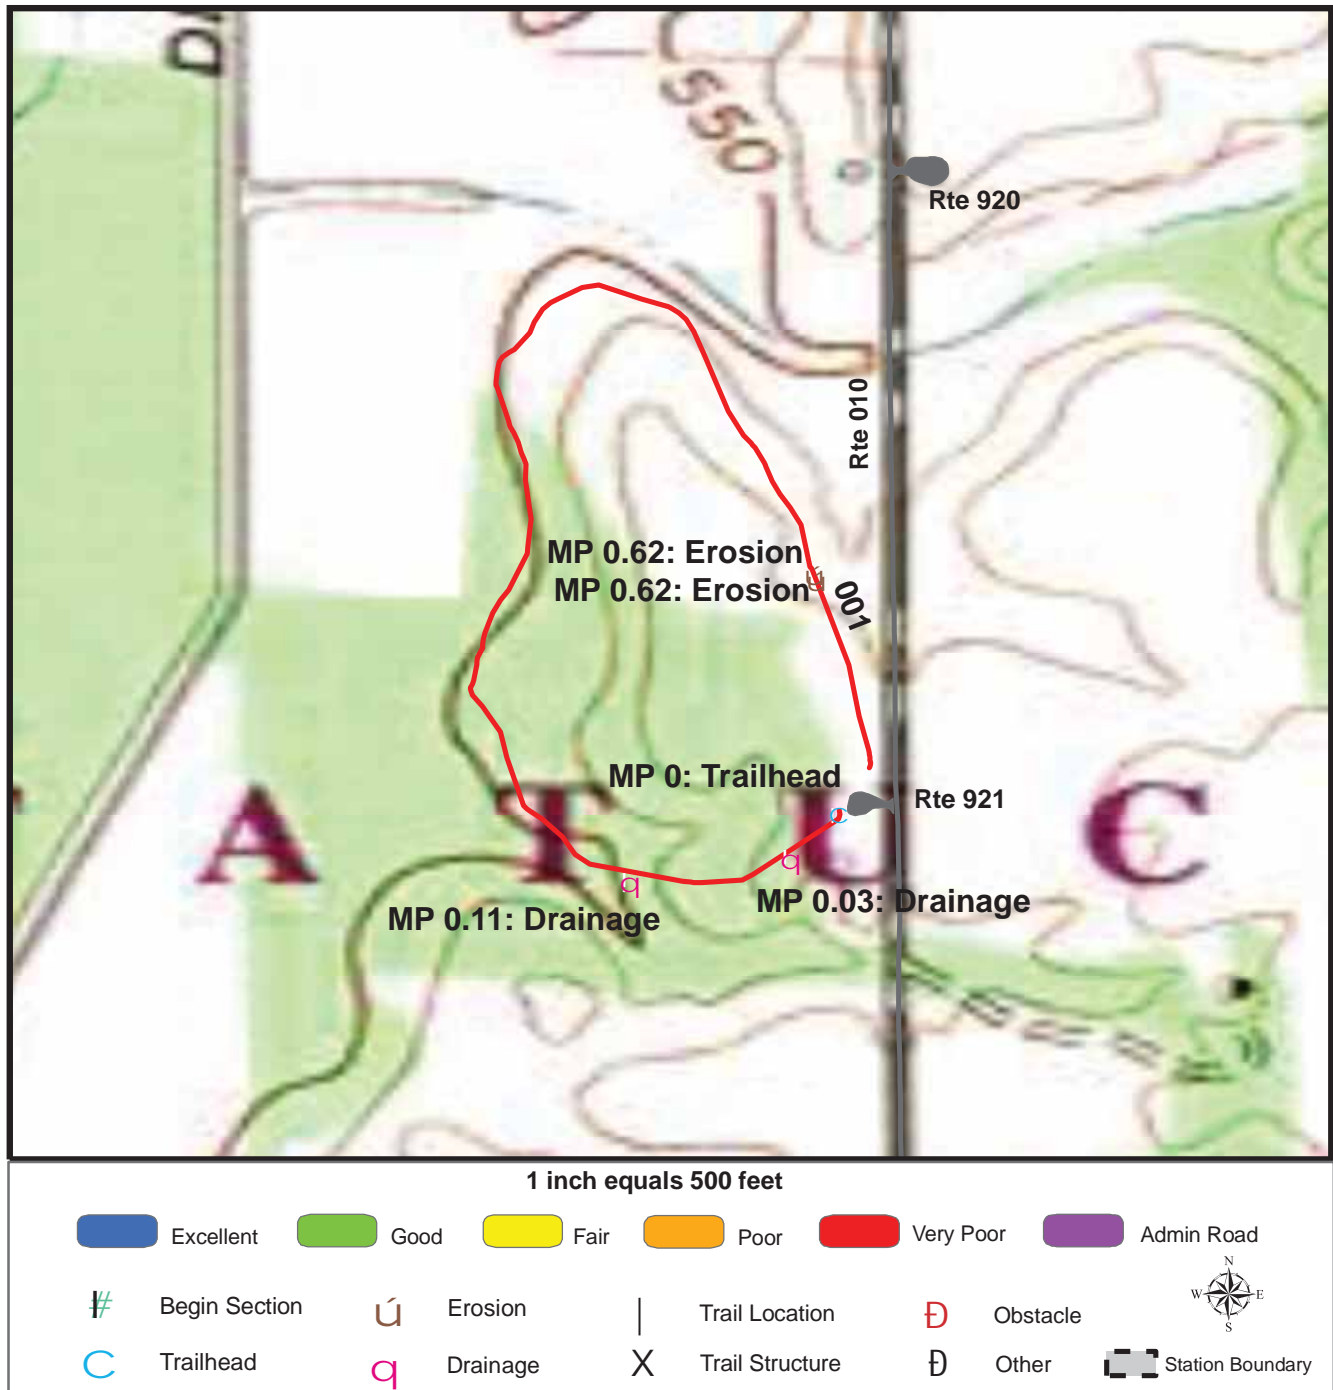 550
Rte 920
Rte 010
MP 0.62: Erosion
MP 0.62: Erosion
ú
001
MP 0: Trailhead
Rte 921
C
q
q
MP 0.03: Drainage
MP 0.11: Drainage
A T U C
1 inch equals 500 feet
Excellent Good Fair Poor Very Poor Admin Road
N
W E
S
# Begin Section ú Erosion | Trail Location Đ Obstacle
C Trailhead q Drainage X Trail Structure Đ Other Station Boundary